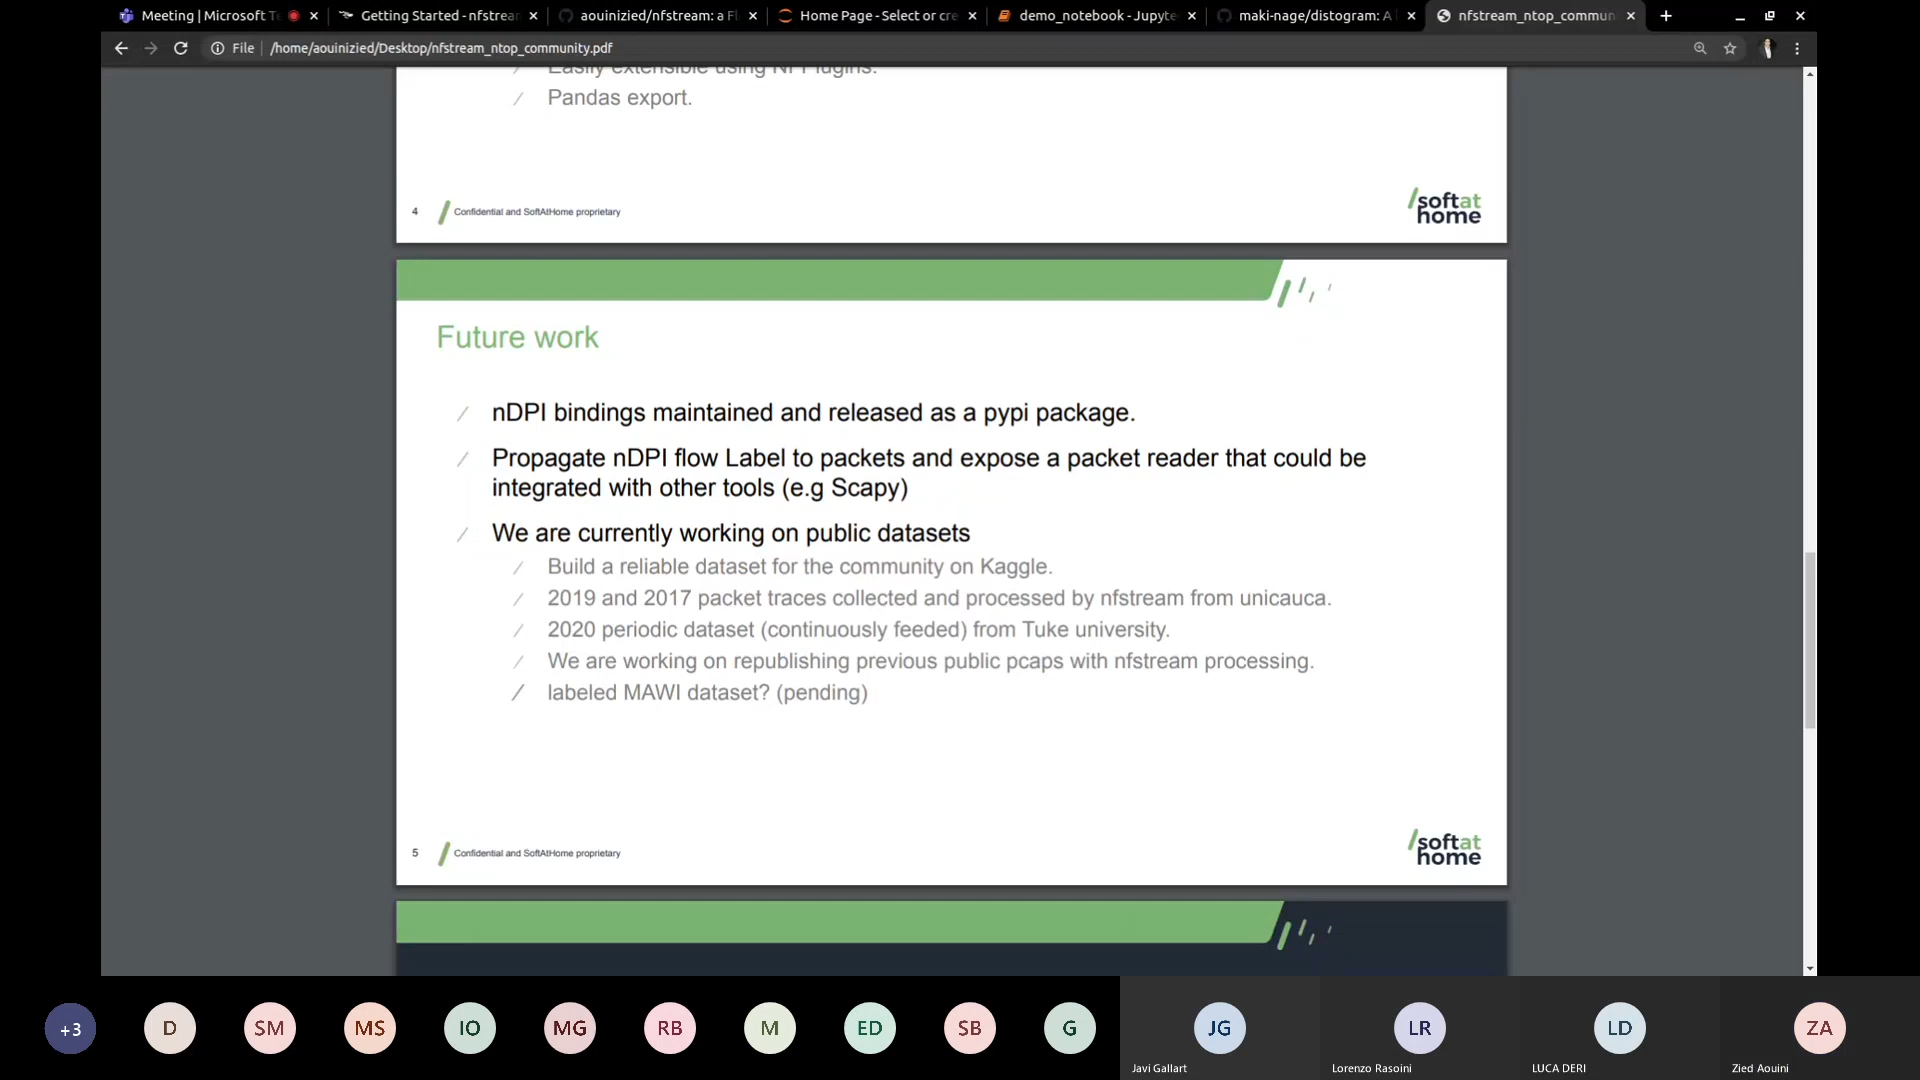 Meeting | Microsoft Te
Getting Started - nfstrear
aouinizied/nfstream: a Fl
Home Page - Select or cre
demo_notebook - Jupyte
maki-nage/distogram: A
nfstream_ntop_commun
File
/home/aouinizied/Desktop/nfstream_ntop_community.pdf
Easily extensible using NFPlugins.
Pandas export.
4
Confidential and SoftAtHome proprietary
/softat
home
Future work
nDPI bindings maintained and released as a pypi package.
Propagate nDPI flow Label to packets and expose a packet reader that could be
integrated with other tools (e.g Scapy)
We are currently working on public datasets
Build a reliable dataset for the community on Kaggle.
2019 and 2017 packet traces collected and processed by nfstream from unicauca.
2020 periodic dataset (continuously feeded) from Tuke university.
We are working on republishing previous public pcaps with nfstream processing.
labeled MAWI dataset? (pending)
5
Confidential and SoftAtHome proprietary
/softat
home
+3
D
SM
MS
IO
MG
RB
M
ED
SB
G
JG
LR
LD
ZA
Javi Gallart
Lorenzo Rasoini
LUCA DERI
Zied Aouini